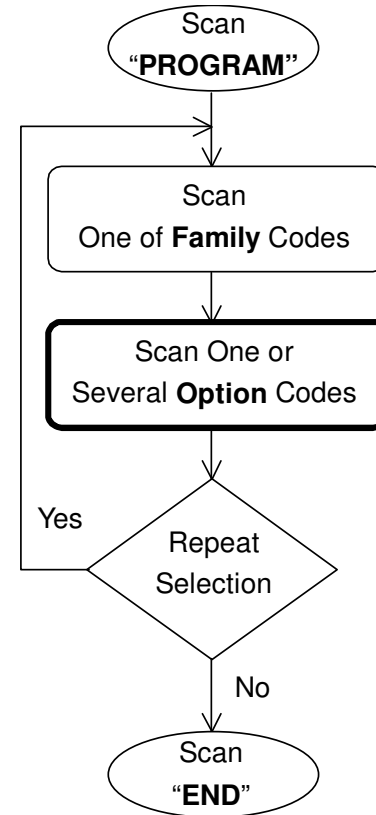 Scan
“PROGRAM”
Scan
One of Family Codes
Scan One or
Several Option Codes
Yes
Repeat
Selection
No
Scan
“END”